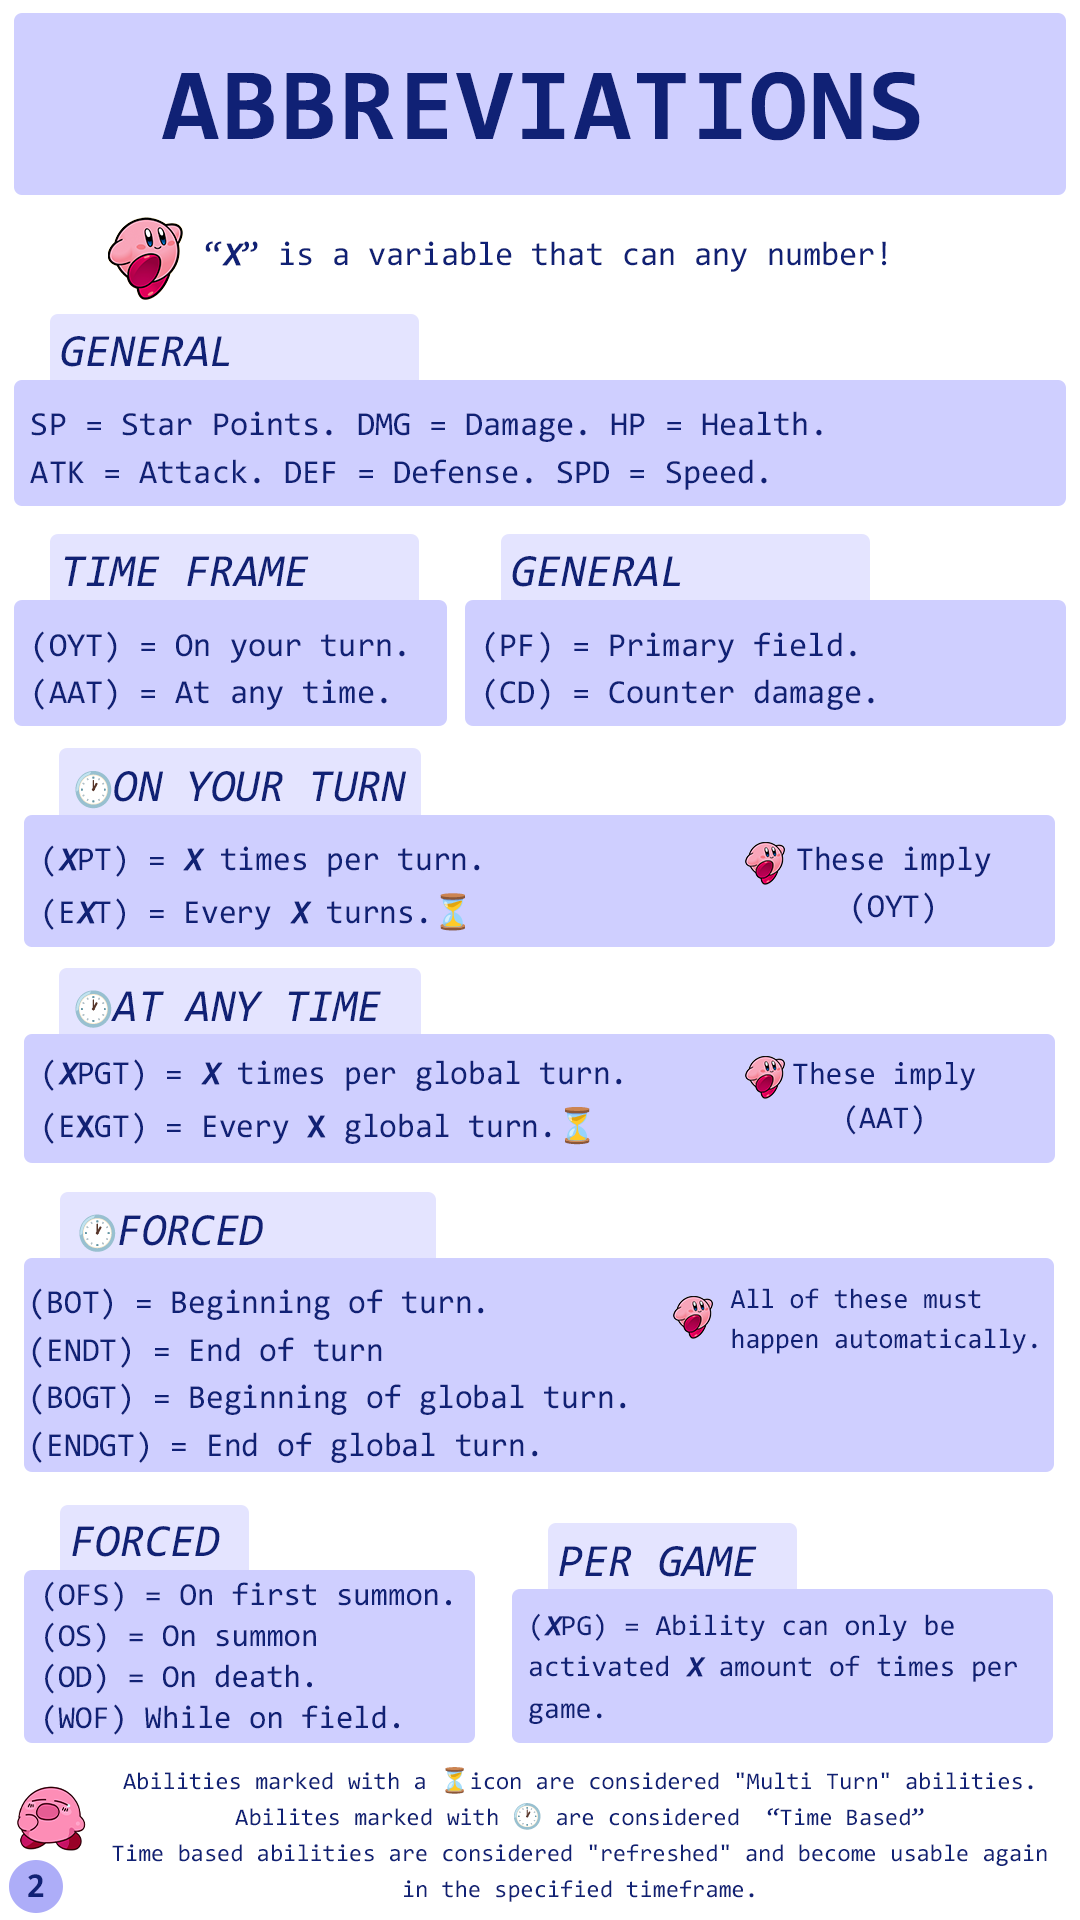 ABBREVIATIONS
“X” is a variable that can any number!
GENERAL
SP = Star Points. DMG = Damage. HP = Health.
ATK = Attack. DEF = Defense. SPD = Speed.
TIME FRAME
(OYT) = On your turn.
(AAT) = At any time.
GENERAL
(PF) = Primary field.
(CD) = Counter damage.
🕐ON YOUR TURN
(XPT) = X times per turn.
(EXT) = Every X turns.⏳
These imply
(OYT)
🕐AT ANY TIME
(XPGT) = X times per global turn.
(EXGT) = Every X global turn.⏳
These imply
(AAT)
🕐FORCED
(BOT) = Beginning of turn.
(ENDT) = End of turn
(BOGT) = Beginning of global turn.
(ENDGT) = End of global turn.
All of these must
happen automatically.
FORCED
(OFS) = On first summon.
(OS) = On summon
(OD) = On death.
(WOF) While on field.
PER GAME
(XPG) = Ability can only be
activated X amount of times per
game.
Abilities marked with a ⏳icon are considered "Multi Turn" abilities.
Abilites marked with 🕐 are considered “Time Based”
Time based abilities are considered "refreshed" and become usable again
in the specified timeframe.
2